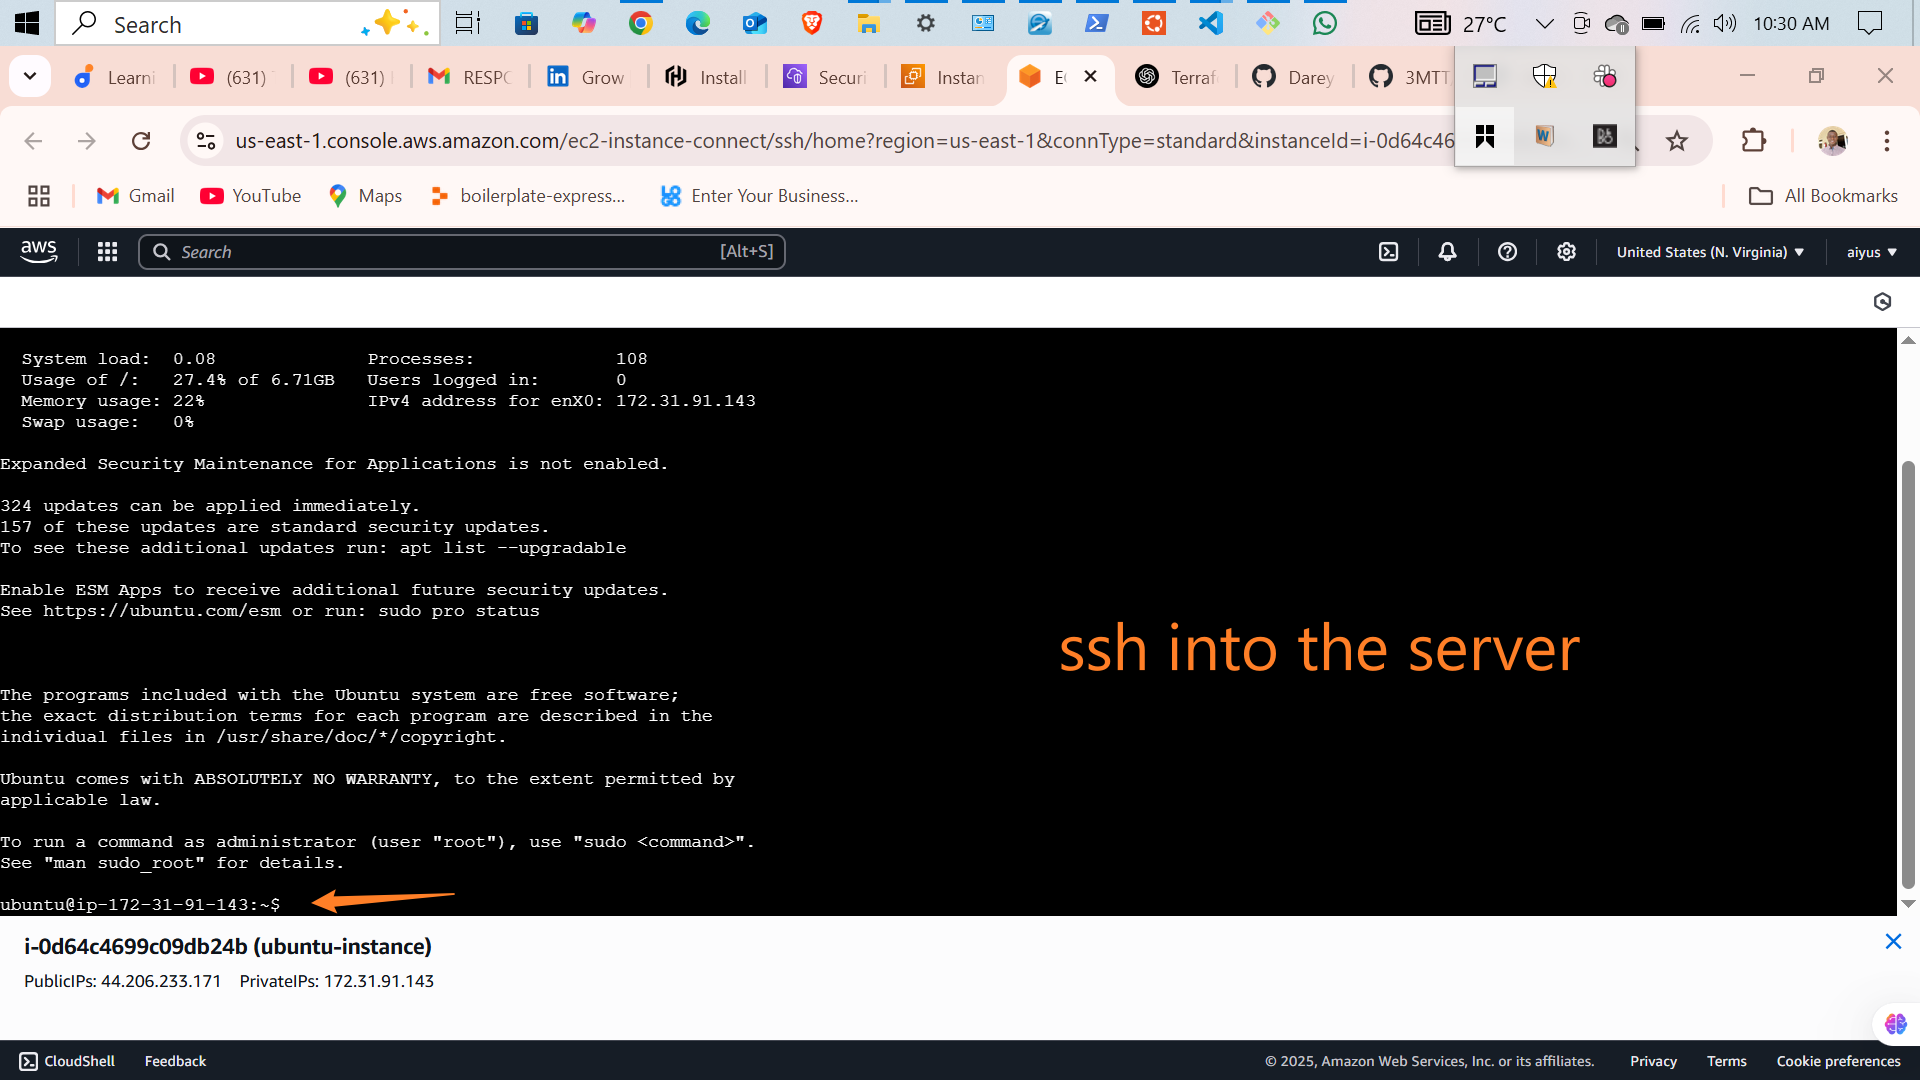 Search
27°C
10:30 AM
Learni
(631)
(631)
RESPO
Grow
Install
Securi
Instan
EC
Terraf
Darey
3MTT
us-east-1.console.aws.amazon.com/ec2-instance-connect/ssh/home?region=us-east-1&connType=standard&instanceId=i-0d64c46
Gmail
YouTube
Maps
boilerplate-express...
Enter Your Business...
All Bookmarks
aws
Search
[Alt+S]
United States (N. Virginia)
aiyus
System load: 0.08 Processes: 108
Usage of /: 27.4% of 6.71GB Users logged in: 0
Memory usage: 22% IPv4 address for enX0: 172.31.91.143
Swap usage: 0%
Expanded Security Maintenance for Applications is not enabled.
324 updates can be applied immediately.
157 of these updates are standard security updates.
To see these additional updates run: apt list --upgradable
Enable ESM Apps to receive additional future security updates.
See https://ubuntu.com/esm or run: sudo pro status
ssh into the server
The programs included with the Ubuntu system are free software;
the exact distribution terms for each program are described in the
individual files in /usr/share/doc/*/copyright.
Ubuntu comes with ABSOLUTELY NO WARRANTY, to the extent permitted by
applicable law.
To run a command as administrator (user "root"), use "sudo <command>".
See "man sudo_root" for details.
ubuntu@ip-172-31-91-143:~$
i-0d64c4699c09db24b (ubuntu-instance)
PublicIPs: 44.206.233.171 PrivateIPs: 172.31.91.143
CloudShell
Feedback
© 2025, Amazon Web Services, Inc. or its affiliates.
Privacy
Terms
Cookie preferences